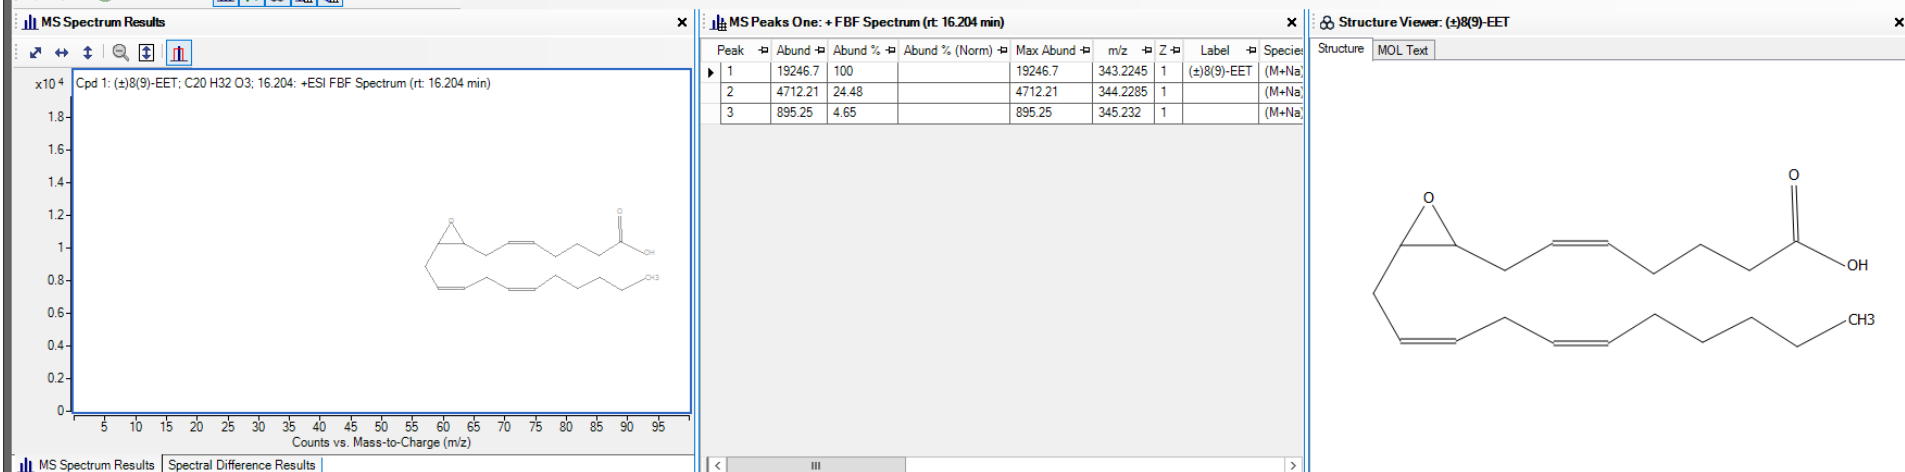 MS Spectrum Results
x10 4
Cpd 1: (±)8(9)-EET; C20 H32 O3; 16.204: +ESI FBF Spectrum (rt: 16.204 min)
1.8
1.6
1.4
1.2
1
0.8
0.6
0.4
0.2
0
O
OH
CH3
5 10 15 20 25 30 35 40 45 50 55 60 65 70 75 80 85 90 95
Counts vs. Mass-to-Charge (m/z)
MS Spectrum Results Spectral Difference Results
MS Peaks One: + FBF Spectrum (rt: 16.204 min)
Peak Abund Abund % Abund % (Norm) Max Abund m/z Z Label Species
1 19246.7 100 19246.7 343.2245 1 (±)8(9)-EET (M+Na)
2 4712.21 24.48 4712.21 344.2285 1 (M+Na)
3 895.25 4.65 895.25 345.232 1 (M+Na)
Structure Viewer: (±)8(9)-EET
Structure MOL Text
O
O
OH
CH3